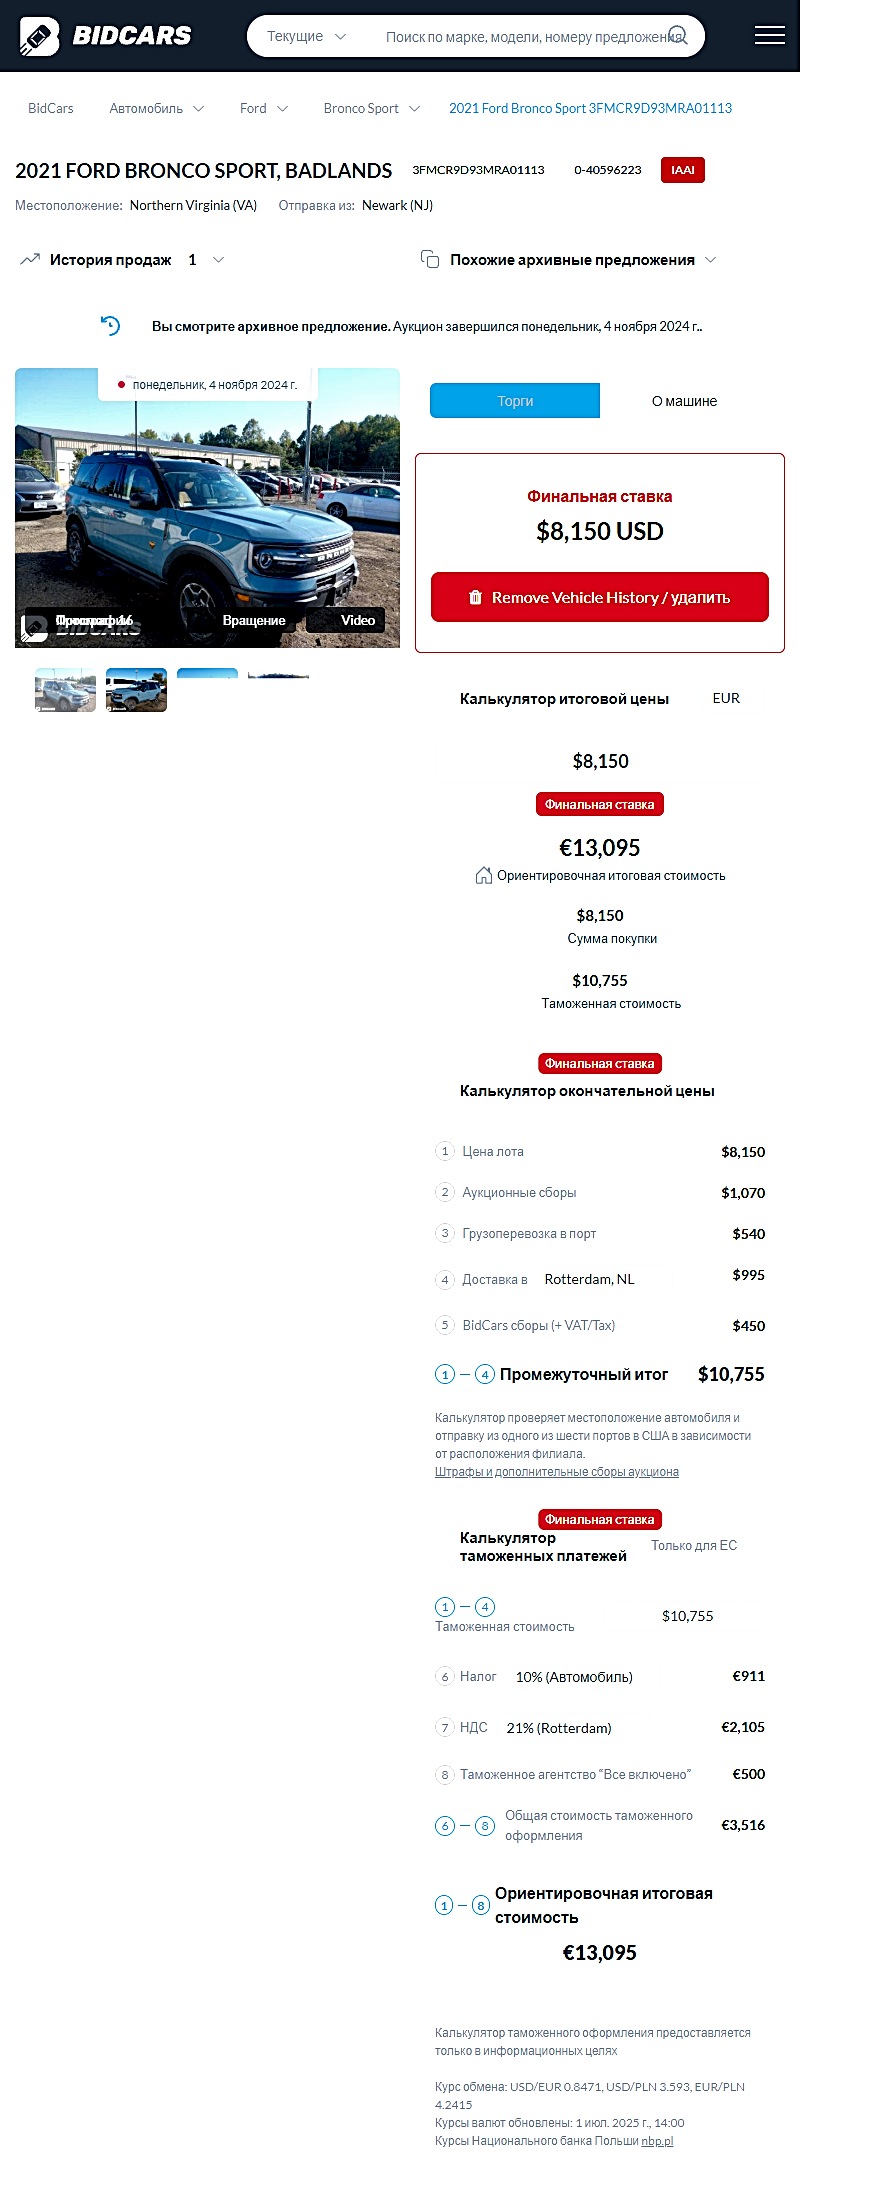 BIDCARS
Текущие
Поиск по марке, модели, номеру предложения
BidCars Автомобиль Ford Bronco Sport 2021 Ford Bronco Sport 3FMCR9D93MRA01113
2021 FORD BRONCO SPORT, BADLANDS 3FMCR9D93MRA01113 0-40596223 IAAI
Местоположение: Northern Virginia (VA) Отправка из: Newark (NJ)
История продаж 1
Похожие архивные предложения
Вы смотрите архивное предложение. Аукцион завершился понедельник, 4 ноября 2024 г..
понедельник, 4 ноября 2024 г.
BIDCARS
Вращение
Video
Торги
О машине
Финальная ставка
$8,150 USD
Remove Vehicle History / удалить
Калькулятор итоговой цены EUR
$8,150
Финальная ставка
€13,095
Ориентировочная итоговая стоимость
$8,150
Сумма покупки
$10,755
Таможенная стоимость
Финальная ставка
Калькулятор окончательной цены
1 Цена лота $8,150
2 Аукционные сборы $1,070
3 Грузоперевозка в порт $540
4 Доставка в Rotterdam, NL $995
5 BidCars сборы (+ VAT/Tax) $450
1 – 4 Промежуточный итог $10,755
Калькулятор проверяет местоположение автомобиля и
отправку из одного из шести портов в США в зависимости
от расположения филиала.
Штрафы и дополнительные сборы аукциона
Финальная ставка
Калькулятор
таможенных платежей
Только для ЕС
1 – 4
Таможенная стоимость
$10,755
6 Налог 10% (Автомобиль) €911
7 НДС 21% (Rotterdam) €2,105
8 Таможенное агентство “Все включено” €500
6 – 8 Общая стоимость таможенного
оформления
€3,516
1 – 8 Ориентировочная итоговая
стоимость
€13,095
Калькулятор таможенного оформления предоставляется
только в информационных целях
Курс обмена: USD/EUR 0.8471, USD/PLN 3.593, EUR/PLN
4.2415
Курсы валют обновлены: 1 июл. 2025 г., 14:00
Курсы Национального банка Польши nbp.pl